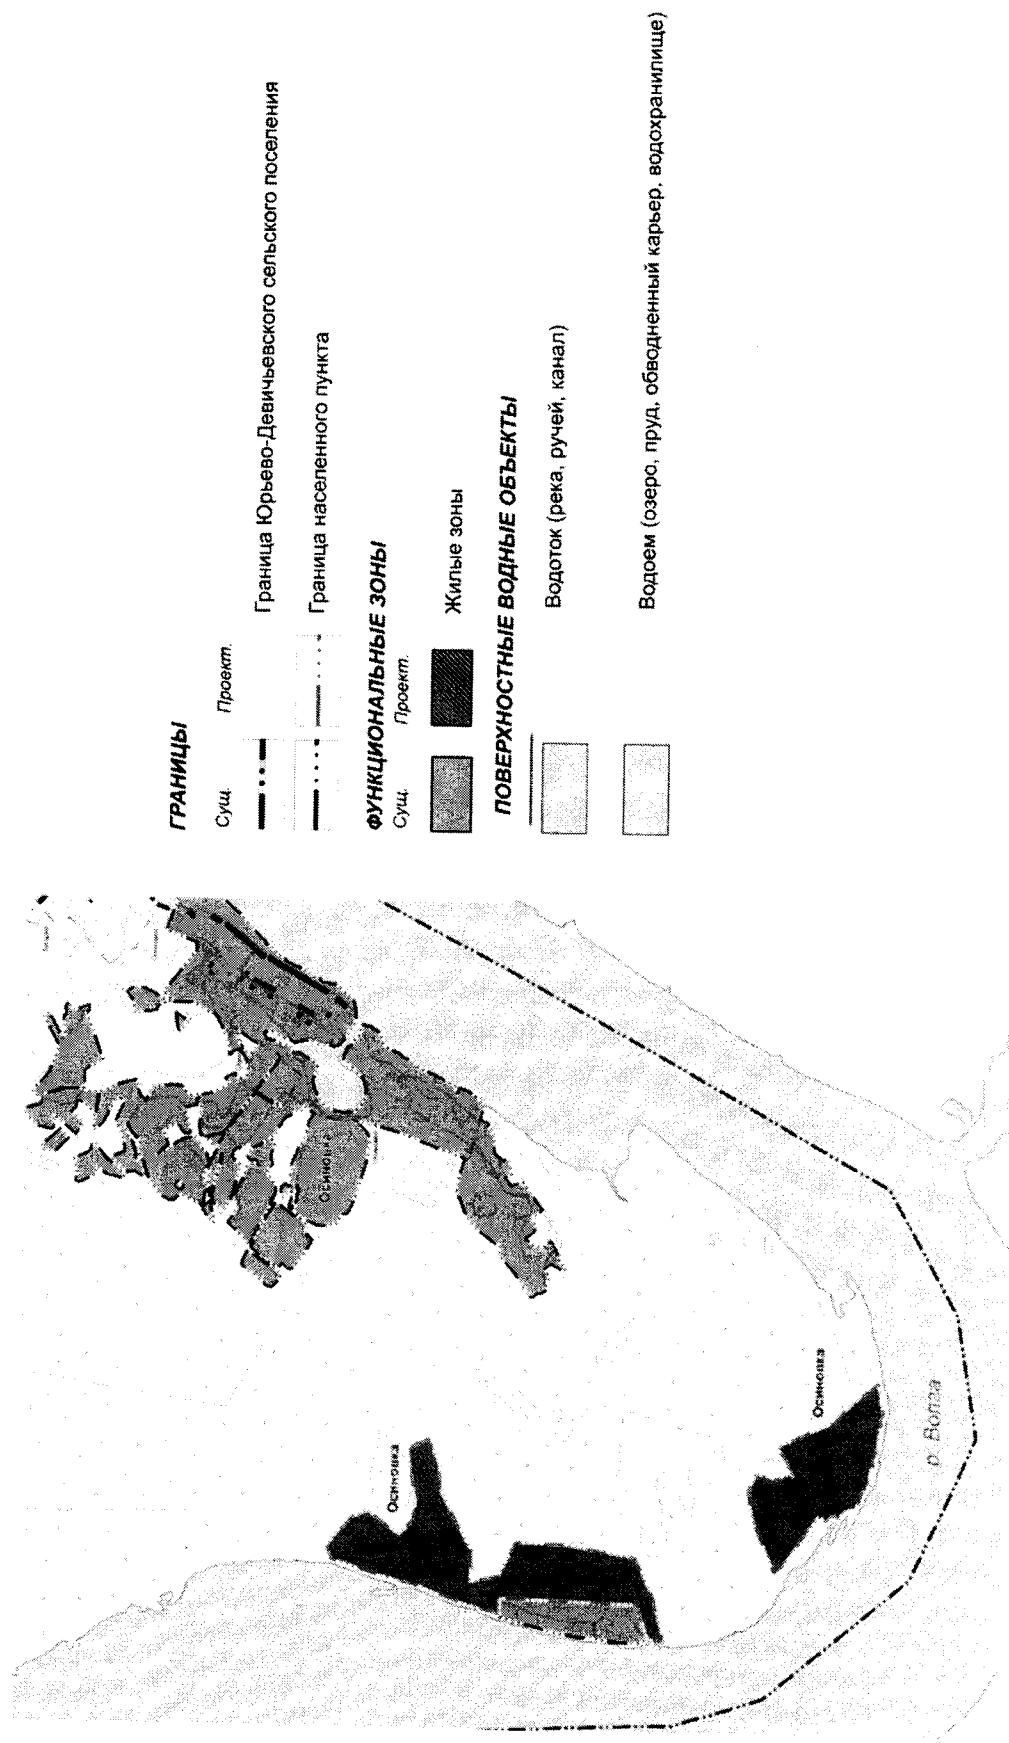 ГРАНИЦЫ
Сущ. Проект.
Граница Юрьево-Девичьевского сельского поселения
Граница населенного пункта
ФУНКЦИОНАЛЬНЫЕ ЗОНЫ
Сущ. Проект.
Жилые зоны
ПОВЕРХНОСТНЫЕ ВОДНЫЕ ОБЪЕКТЫ
Водоток (река, ручей, канал)
Водоем (озеро, пруд, обводненный карьер, водохранилище)
Осиновка
Осиновка
Осиновка
р. Волга